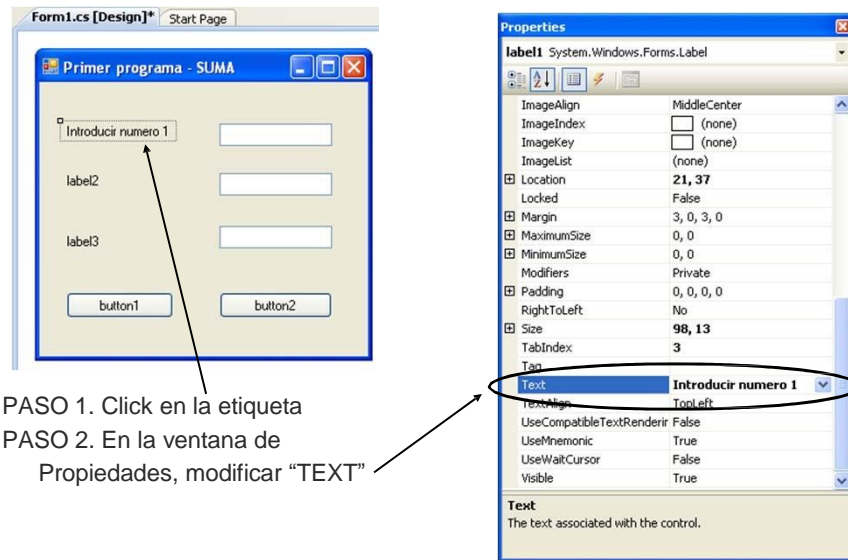 Form1.cs [Design]* Start Page
Primer programa - SUMA
Introducir numero 1
label2
label3
button1 button2
PASO 1. Click en la etiqueta
PASO 2. En la ventana de
Propiedades, modificar “TEXT”
Properties
label1 System.Windows.Forms.Label
ImageAlign MiddleCenter
ImageIndex (none)
ImageKey (none)
ImageList (none)
Location 21, 37
Locked False
Margin 3, 0, 3, 0
MaximumSize 0, 0
MinimumSize 0, 0
Modifiers Private
Padding 0, 0, 0, 0
RightToLeft No
Size 98, 13
TabIndex 3
Tag
Text Introducir numero 1
TextAlign TopLeft
UseCompatibleTextRenderir False
UseMnemonic True
UseWaitCursor False
Visible True
Text
The text associated with the control.